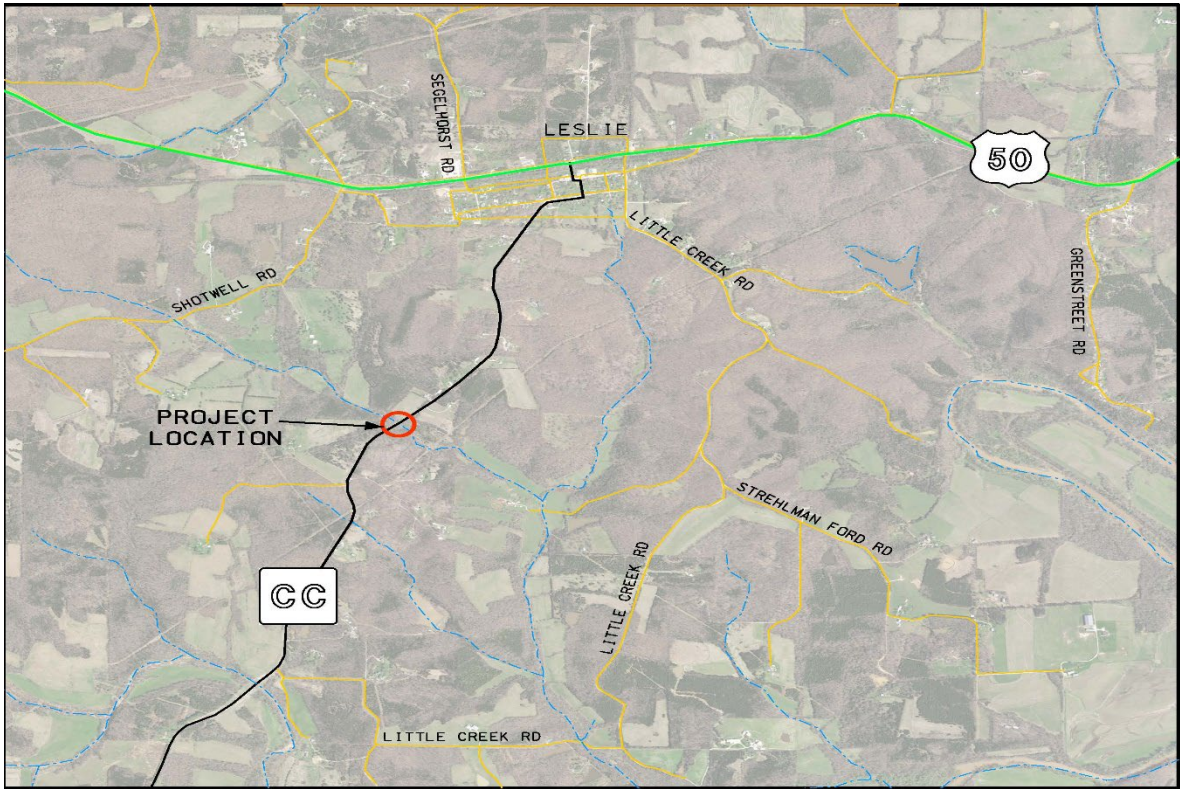 SEGELHORST RD
LESLIE
50
LITTLE CREEK RD
GREENSTREET RD
SHOTWELL RD
PROJECT
LOCATION
STREHLMAN FORD RD
CC
LITTLE CREEK RD
LITTLE CREEK RD